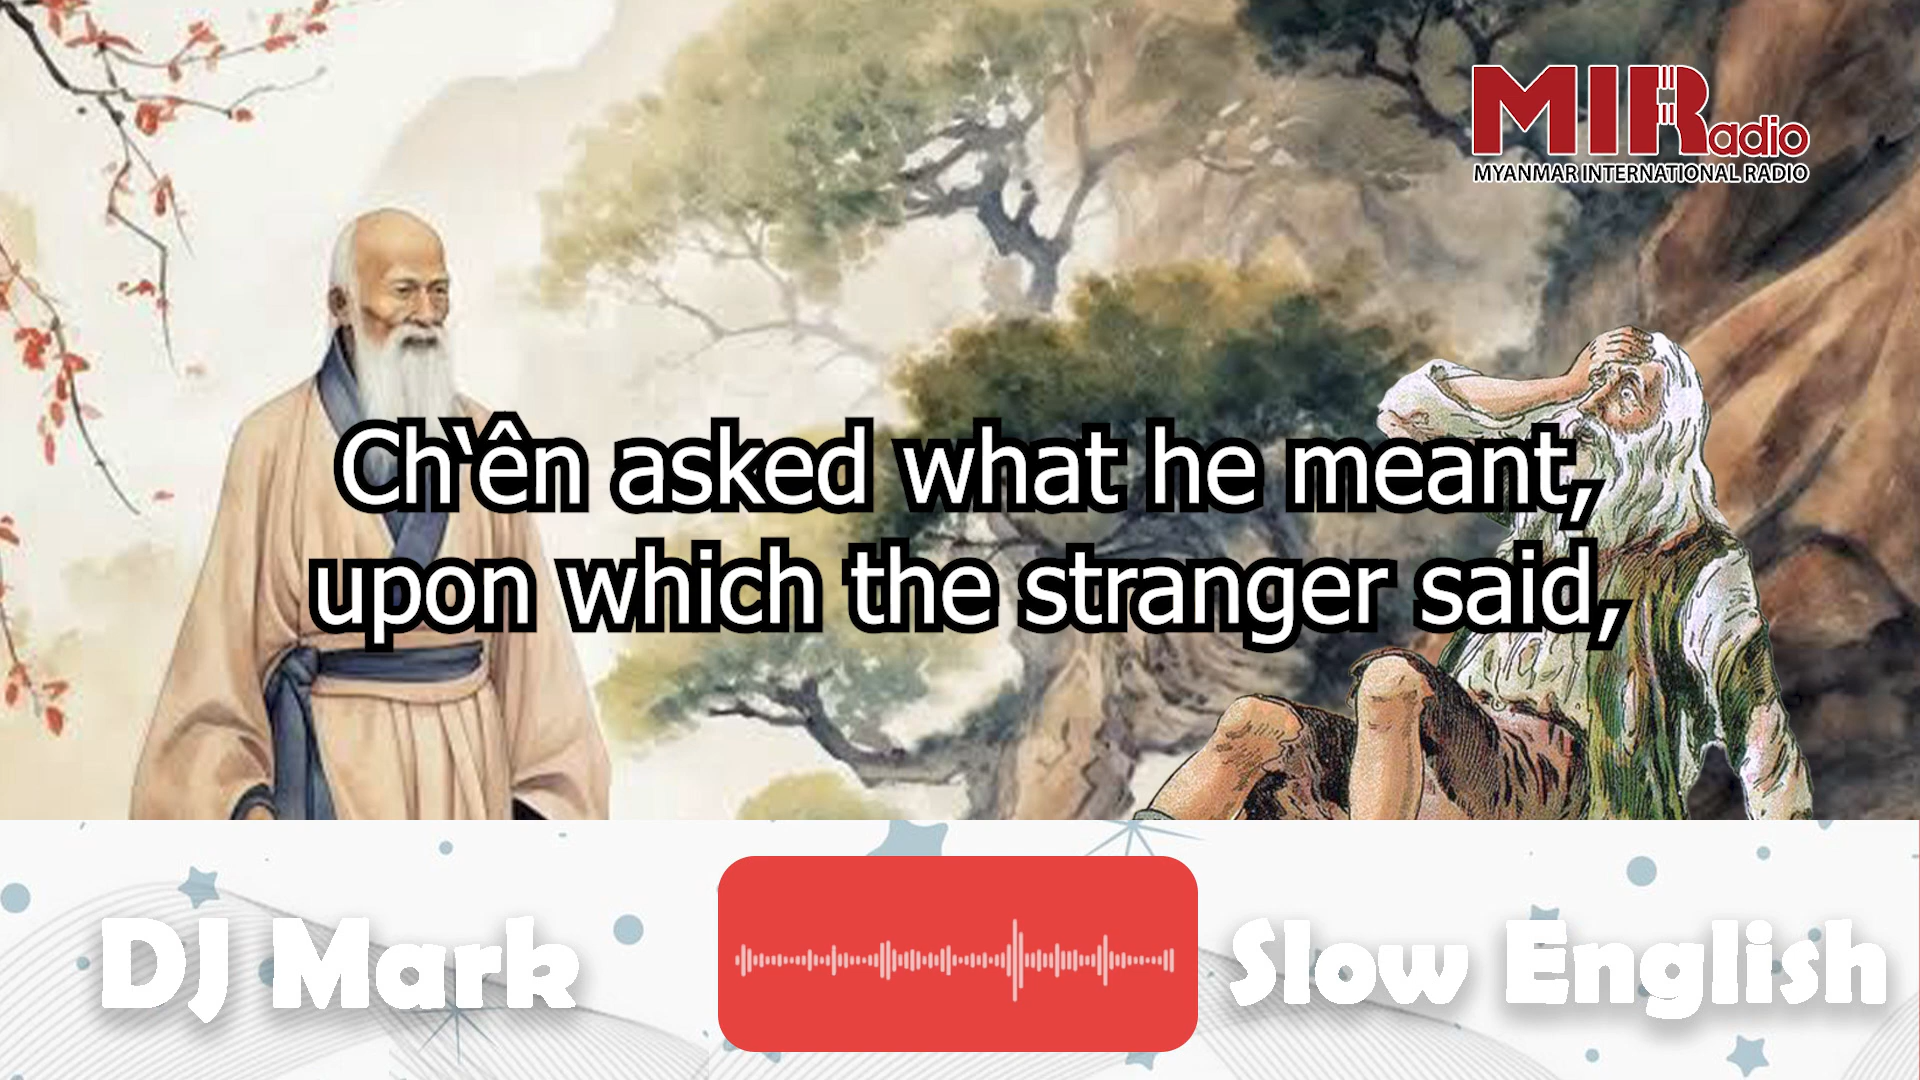 MIRadio
MYANMAR INTERNATIONAL RADIO
Ch‘ên asked what he meant,
upon which the stranger said,
DJ Mark
Slow English